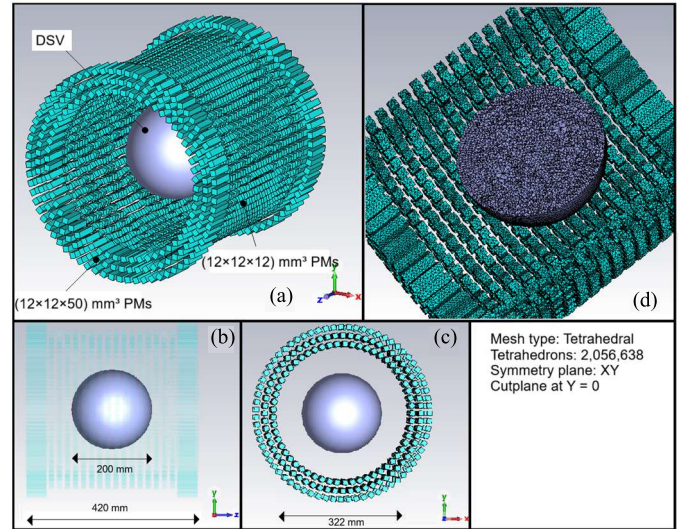 DSV
(12×12×12) mm³ PMs
(12×12×50) mm³ PMs
y
z
x
(a)
(d)
(b)
200 mm
420 mm
y
z
(c)
322 mm
y
x
Mesh type: Tetrahedral
Tetrahedrons: 2,056,638
Symmetry plane: XY
Cutplane at Y = 0